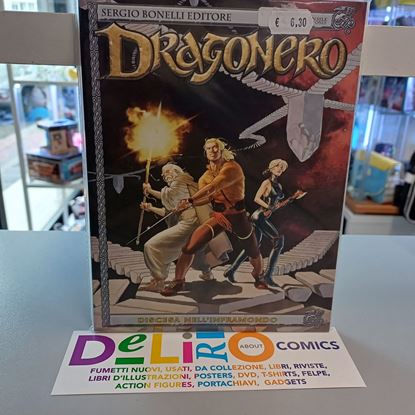 SERGIO BONELLI EDITORE
€ 6,30
DRAGONERO
DISCESA NELL'INFRAMONDO
DeLiRiO
ABOUT
COMICS
FUMETTI NUOVI, USATI, DA COLLEZIONE, LIBRI, RIVISTE,
LIBRI D'ILLUSTRAZIONI, POSTERS, DVD, T-SHIRTS, FELPE,
ACTION FIGURES, PORTACHIAVI, GADGETS